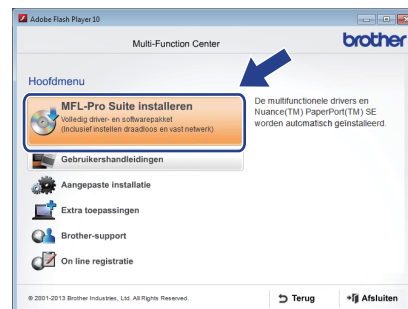 Adobe Flash Player 10
Multi-Function Center
brother
Hoofdmenu
MFL-Pro Suite installeren
Volledig driver- en softwarepakket
(Inclusief instellen draadloos en vast netwerk)
De multifunctionele
drivers en
Nuance(TM) PaperPort(TM) SE
worden automatisch geïnstalleerd.
Gebruikershandleidingen
Aangepaste installatie
Extra toepassingen
Brother-support
On line registratie
© 2001-2013 Brother Industries, Ltd. All Rights Reserved.
Terug
Afsluiten